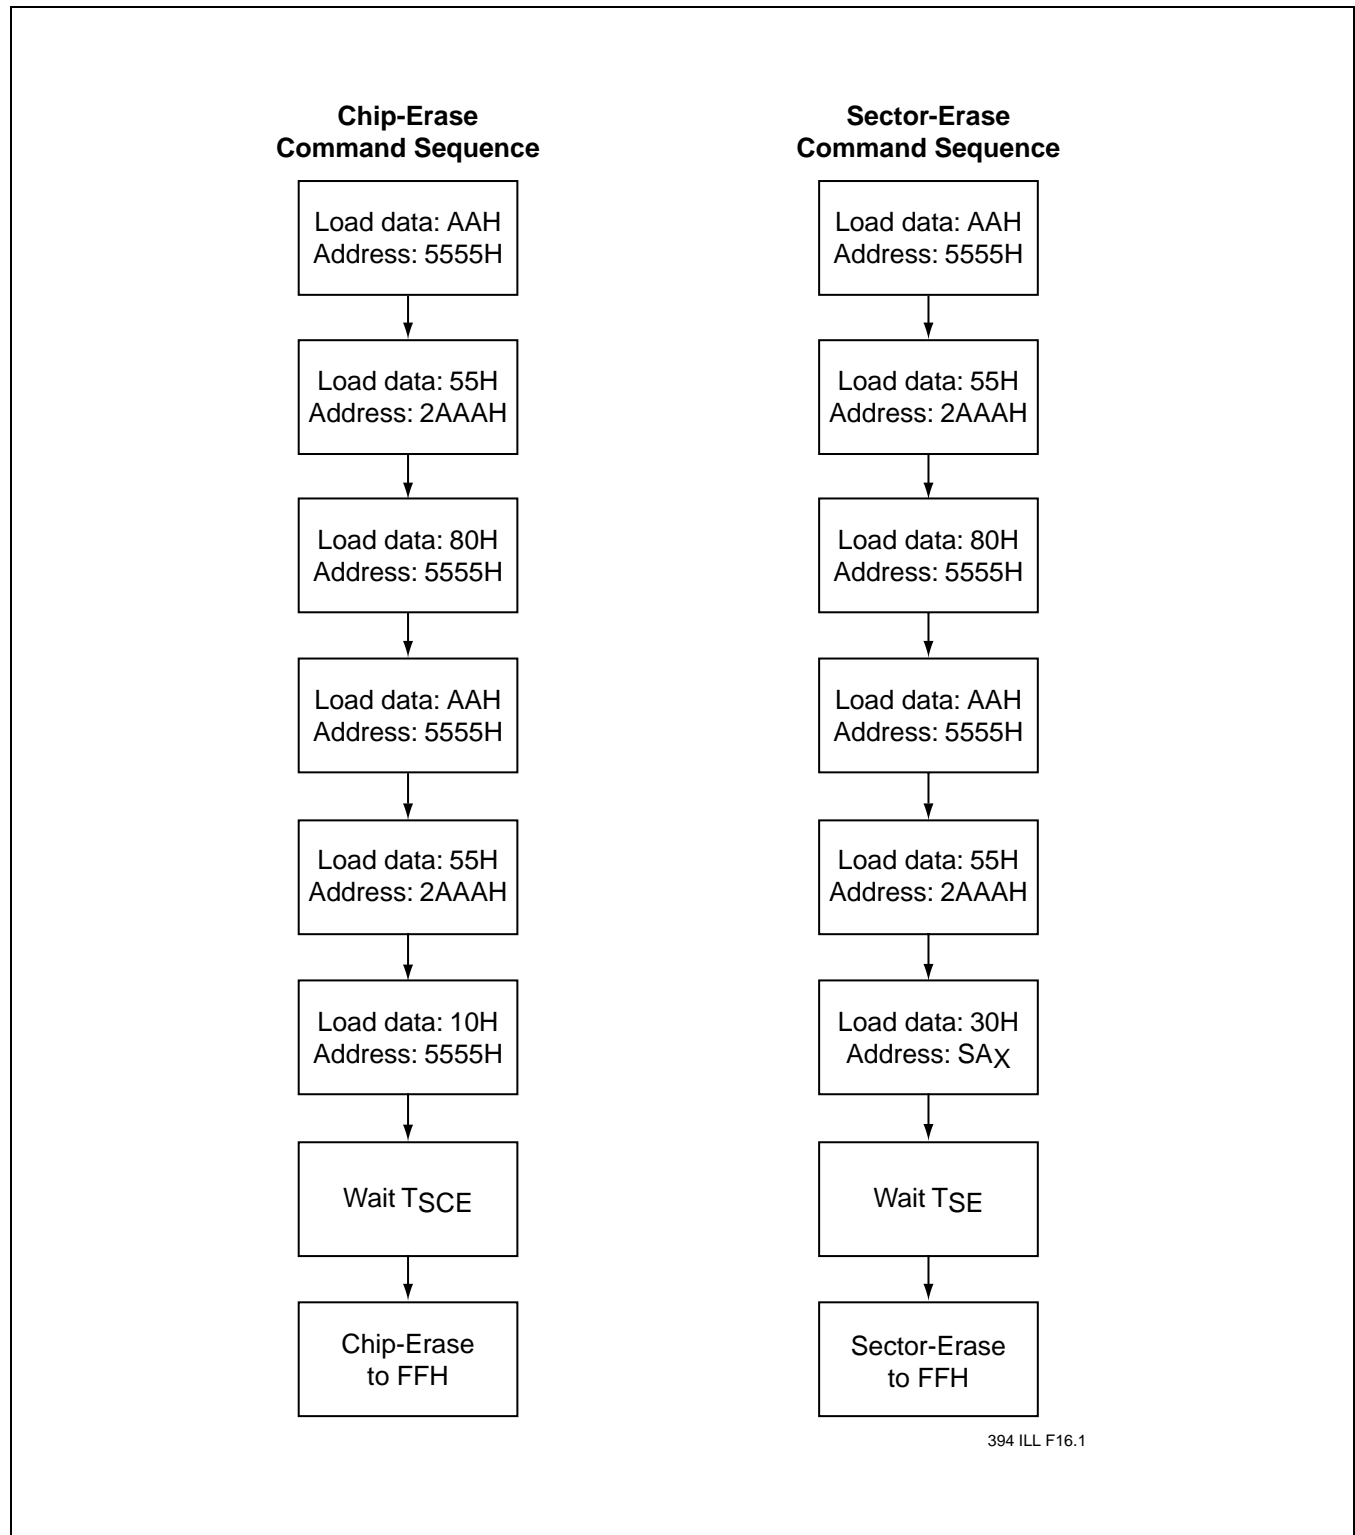 Chip-Erase
Command Sequence
Load data: AAH
Address: 5555H
Load data: 55H
Address: 2AAAH
Load data: 80H
Address: 5555H
Load data: AAH
Address: 5555H
Load data: 55H
Address: 2AAAH
Load data: 10H
Address: 5555H
Wait TSCE
Chip-Erase
to FFH
Sector-Erase
Command Sequence
Load data: AAH
Address: 5555H
Load data: 55H
Address: 2AAAH
Load data: 80H
Address: 5555H
Load data: AAH
Address: 5555H
Load data: 55H
Address: 2AAAH
Load data: 30H
Address: SAX
Wait TSE
Sector-Erase
to FFH
394 ILL F16.1